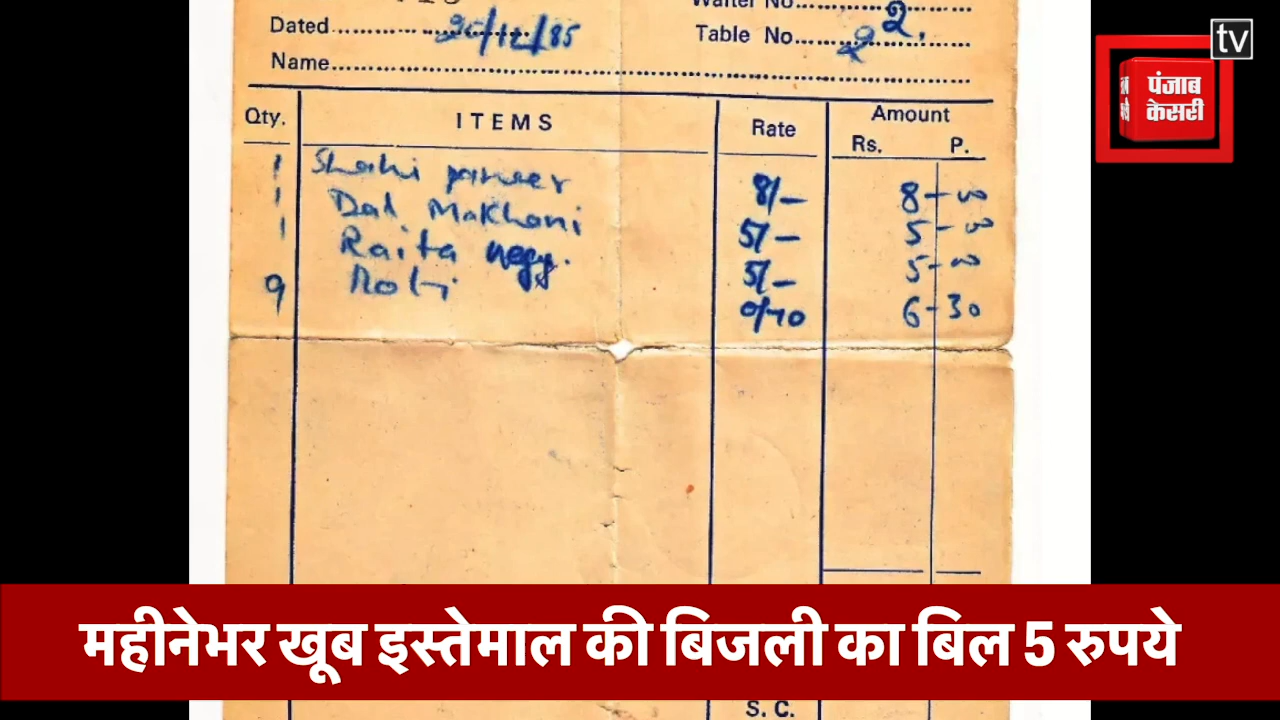 Waiter No. 2
Dated 20/12/85
Table No. 22.
Name
tv
पंजाब
केसरी
Qty. ITEMS Rate Amount
Rs. P.
1 Shahi paneer 8/- 8-00
1 Dal Makhani 5/- 5-00
1 Raita vegy. 5/- 5-00
9 Roti 0/70 6-30
महीनेभर खूब इस्तेमाल की बिजली का बिल 5 रुपये
S. C.